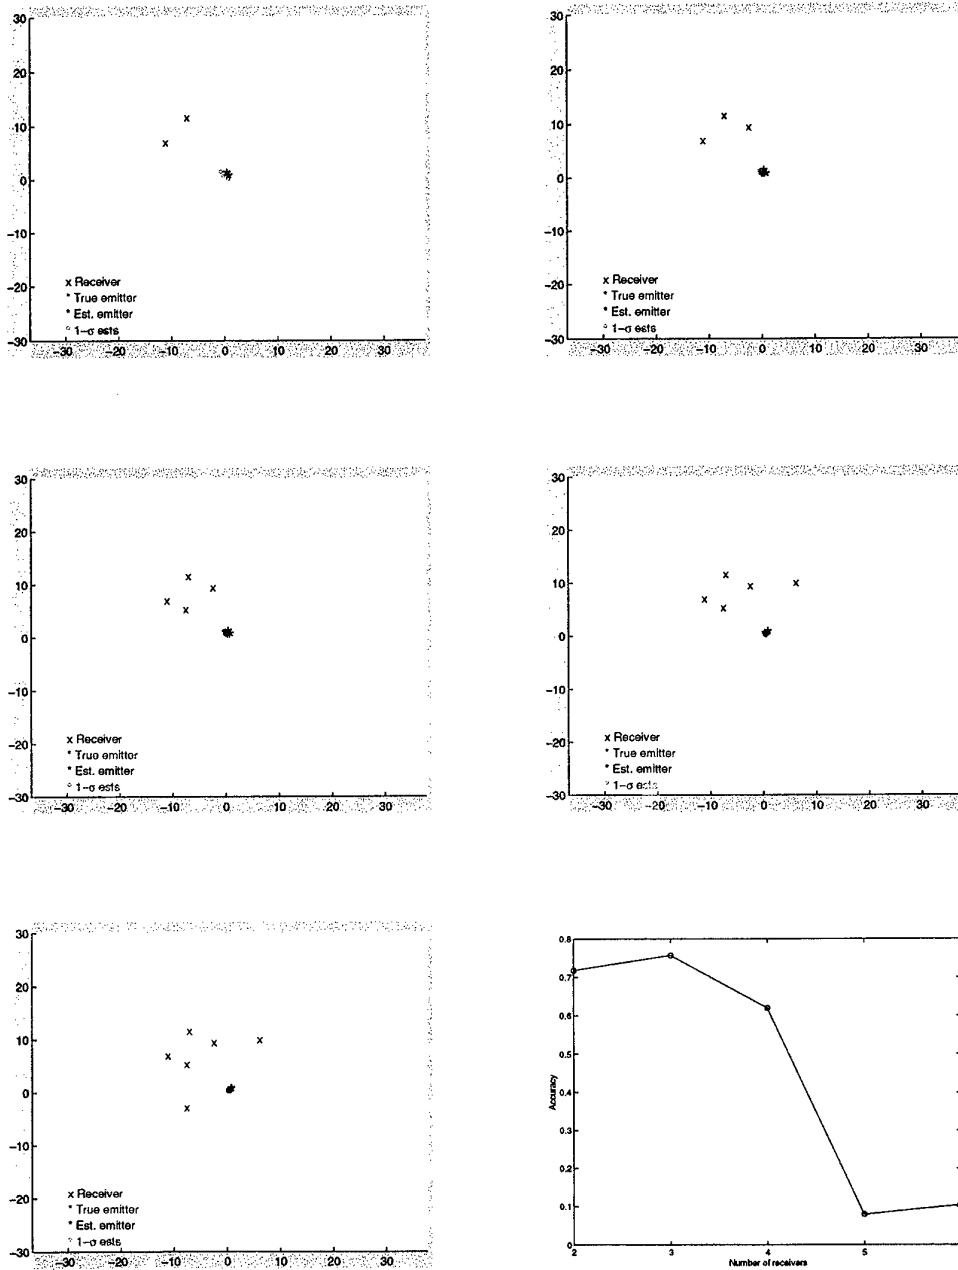 30
20
10
0
−10
−20
−30
x Receiver
* True emitter
* Est. emitter
° 1−σ ests
−30 −20 −10 0 10 20 30
30
20
10
0
−10
−20
−30
x Receiver
* True emitter
* Est. emitter
° 1−σ ests
−30 −20 −10 0 10 20 30
30
20
10
0
−10
−20
−30
x Receiver
* True emitter
* Est. emitter
° 1−σ ests
−30 −20 −10 0 10 20 30
30
20
10
0
−10
−20
−30
x Receiver
* True emitter
* Est. emitter
° 1−σ ests
−30 −20 −10 0 10 20 30
30
20
10
0
−10
−20
−30
x Receiver
* True emitter
* Est. emitter
° 1−σ ests
−30 −20 −10 0 10 20 30
0.8
0.7
0.6
0.5
0.4
0.3
0.2
0.1
0
Accuracy
2 3 4 5
Number of receivers